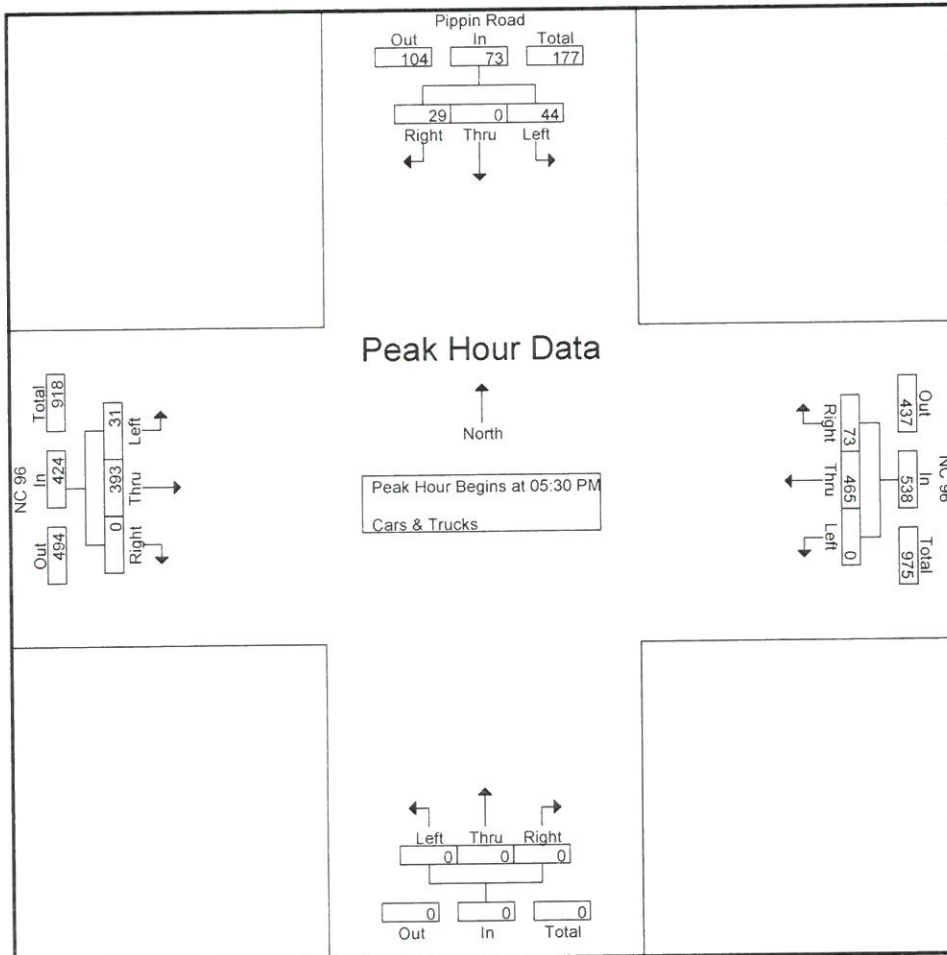 Pippin Road
Out In Total
104 73 177
29 0 44
Right Thru Left
Peak Hour Data
North
Peak Hour Begins at 05:30 PM
Cars & Trucks
NC 96
Total In Out
918 424 494
31 393 0
Left Thru Right
Right Thru Left
73 465 0
Out In Total
437 538 975
NC 96
Left Thru Right
0 0 0
0 0 0
Out In Total